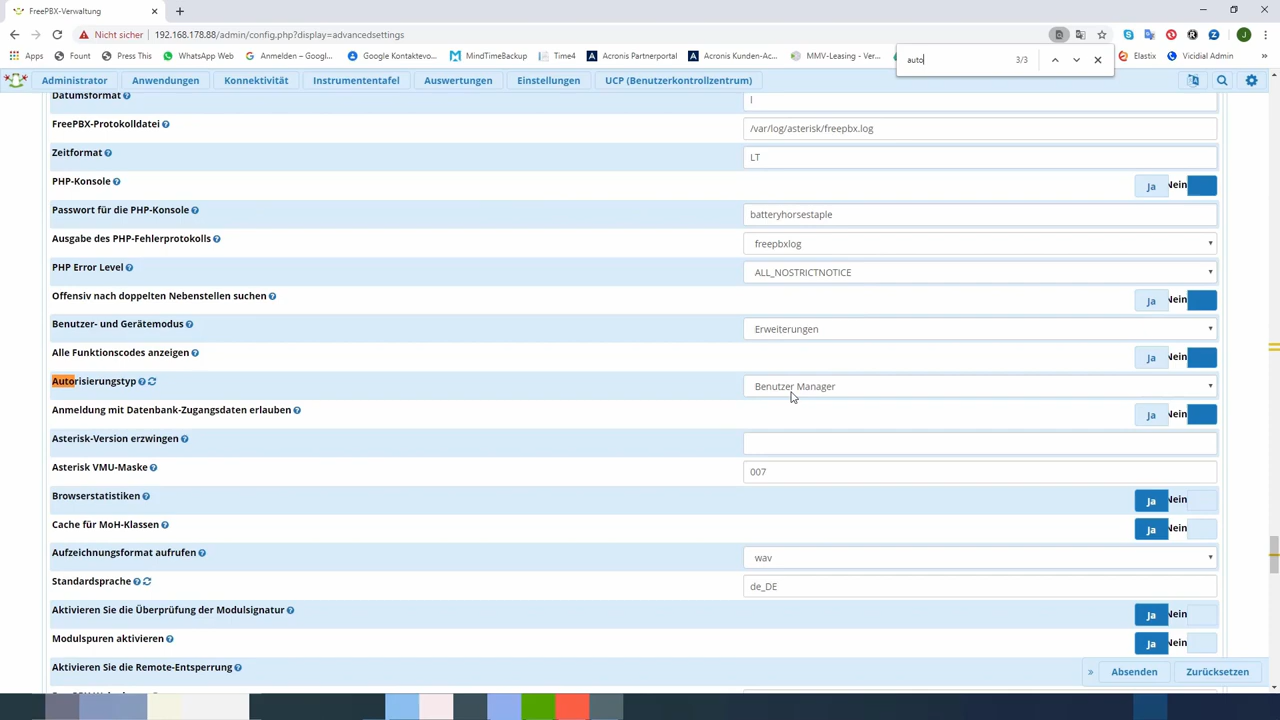 FreePBX-Verwaltung
Nicht sicher 192.168.178.88/admin/config.php?display=advancedsettings
Apps Fount Press This WhatsApp Web Anmelden – Googl... Google Kontaktevo... MindTimeBackup Time4 Acronis Partnerportal Acronis Kunden-Ac... MMV-Leasing - Ver... Elastix Vicidial Admin
auto 3/3
Administrator Anwendungen Konnektivität Instrumententafel Auswertungen Einstellungen UCP (Benutzerkontrollzentrum)
Datumsformat l
FreePBX-Protokolldatei /var/log/asterisk/freepbx.log
Zeitformat LT
PHP-Konsole Ja Nein
Passwort für die PHP-Konsole batteryhorsestaple
Ausgabe des PHP-Fehlerprotokolls freepbxlog
PHP Error Level ALL_NOSTRICTNOTICE
Offensiv nach doppelten Nebenstellen suchen Ja Nein
Benutzer- und Gerätemodus Erweiterungen
Alle Funktionscodes anzeigen Ja Nein
Autorisierungstyp Benutzer Manager
Anmeldung mit Datenbank-Zugangsdaten erlauben Ja Nein
Asterisk-Version erzwingen
Asterisk VMU-Maske 007
Browserstatistiken Ja Nein
Cache für MoH-Klassen Ja Nein
Aufzeichnungsformat aufrufen wav
Standardsprache de_DE
Aktivieren Sie die Überprüfung der Modulsignatur Ja Nein
Modulspuren aktivieren Ja Nein
Aktivieren Sie die Remote-Entsperrung
» Absenden Zurücksetzen